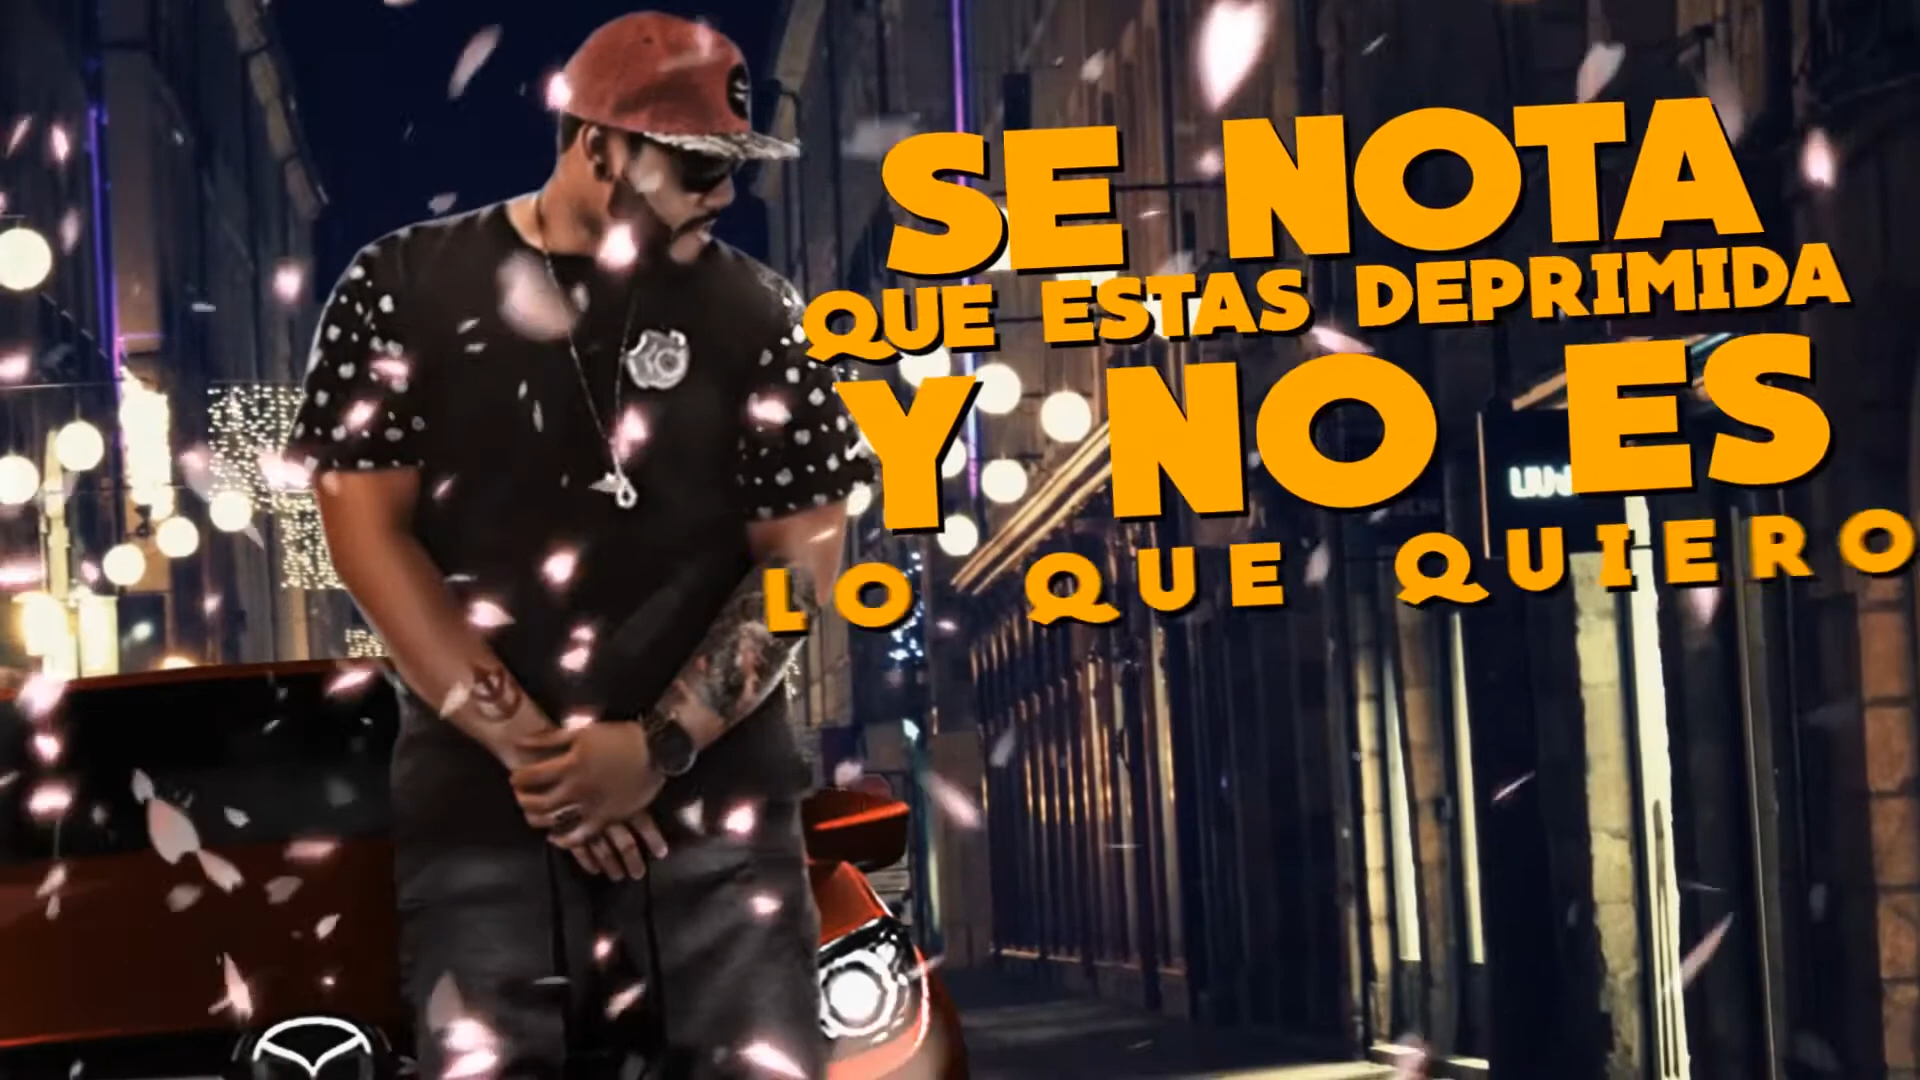 SE NOTA
QUE ESTAS DEPRIMIDA
Y NO ES
LO QUE QUIERO